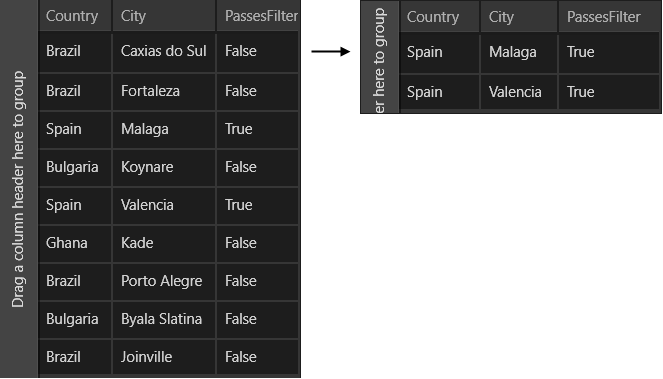 Drag a column header here to group
Country City PassesFilter
Brazil Caxias do Sul False
Brazil Fortaleza False
Spain Malaga True
Bulgaria Koynare False
Spain Valencia True
Ghana Kade False
Brazil Porto Alegre False
Bulgaria Byala Slatina False
Brazil Joinville False
er here to group
Country City PassesFilter
Spain Malaga True
Spain Valencia True